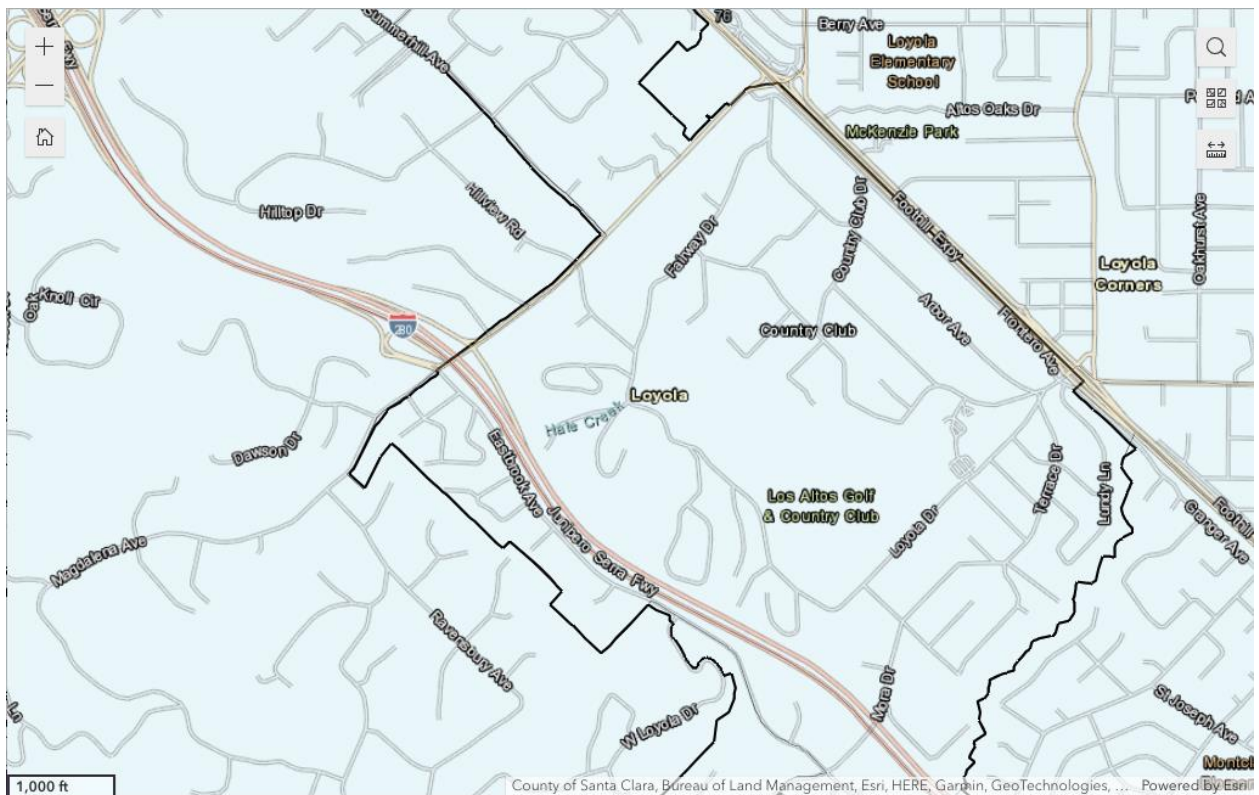 76
Berry Ave
Summerhill Ave
Loyola
Elementary
School
Altos Oaks Dr
McKenzie Park
Hillview Rd
Hilltop Dr
Fairway Dr
Country Club Dr
Foothill Expy
Oakhurst Ave
Loyola
Corners
Oak Knoll Cir
280
Arbor Ave
Frontero Ave
Country Club
Loyola
Hale Creek
Dawson Dr
Eastbrook Ave
Junipero Serra Fwy
Los Altos Golf
& Country Club
Loyola Dr
Terrace Dr
Lundy Ln
Granger Ave
Foothill
Magdalena Ave
Ravensbury Ave
W Loyola Dr
Mora Dr
St Joseph Ave
Ln
1,000 ft
County of Santa Clara, Bureau of Land Management, Esri, HERE, Garmin, GeoTechnologies, ...
Powered by Esri